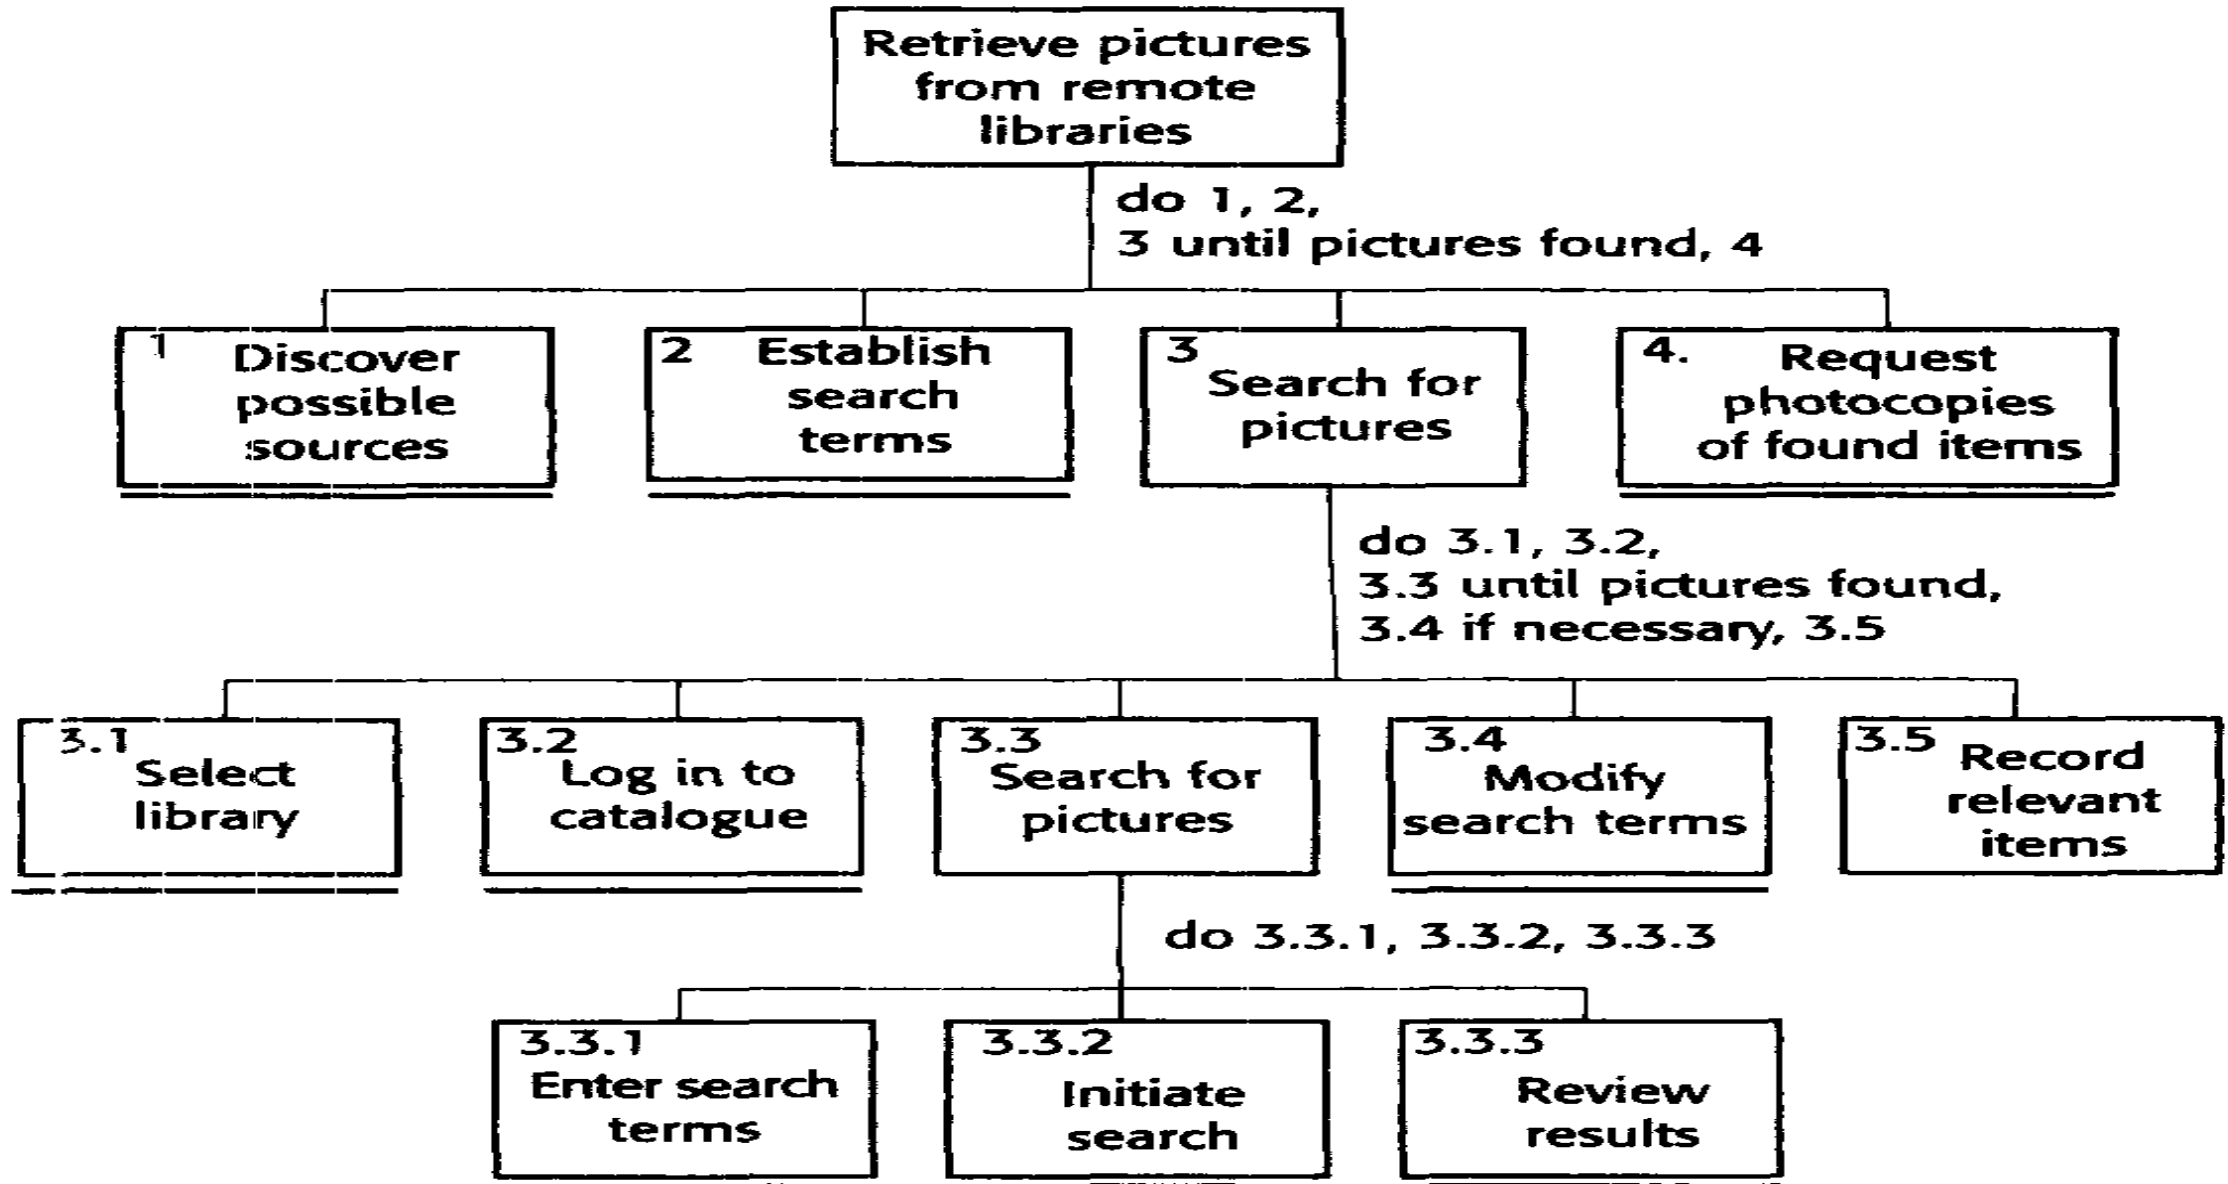 Retrieve pictures
from remote
libraries
do 1, 2,
3 until pictures found, 4
1
Discover
possible
sources
2
Establish
search
terms
3
Search for
pictures
4.
Request
photocopies
of found items
do 3.1, 3.2,
3.3 until pictures found,
3.4 if necessary, 3.5
3.1
Select
library
3.2
Log in to
catalogue
3.3
Search for
pictures
3.4
Modify
search terms
3.5
Record
relevant
items
do 3.3.1, 3.3.2, 3.3.3
3.3.1
Enter search
terms
3.3.2
Initiate
search
3.3.3
Review
results